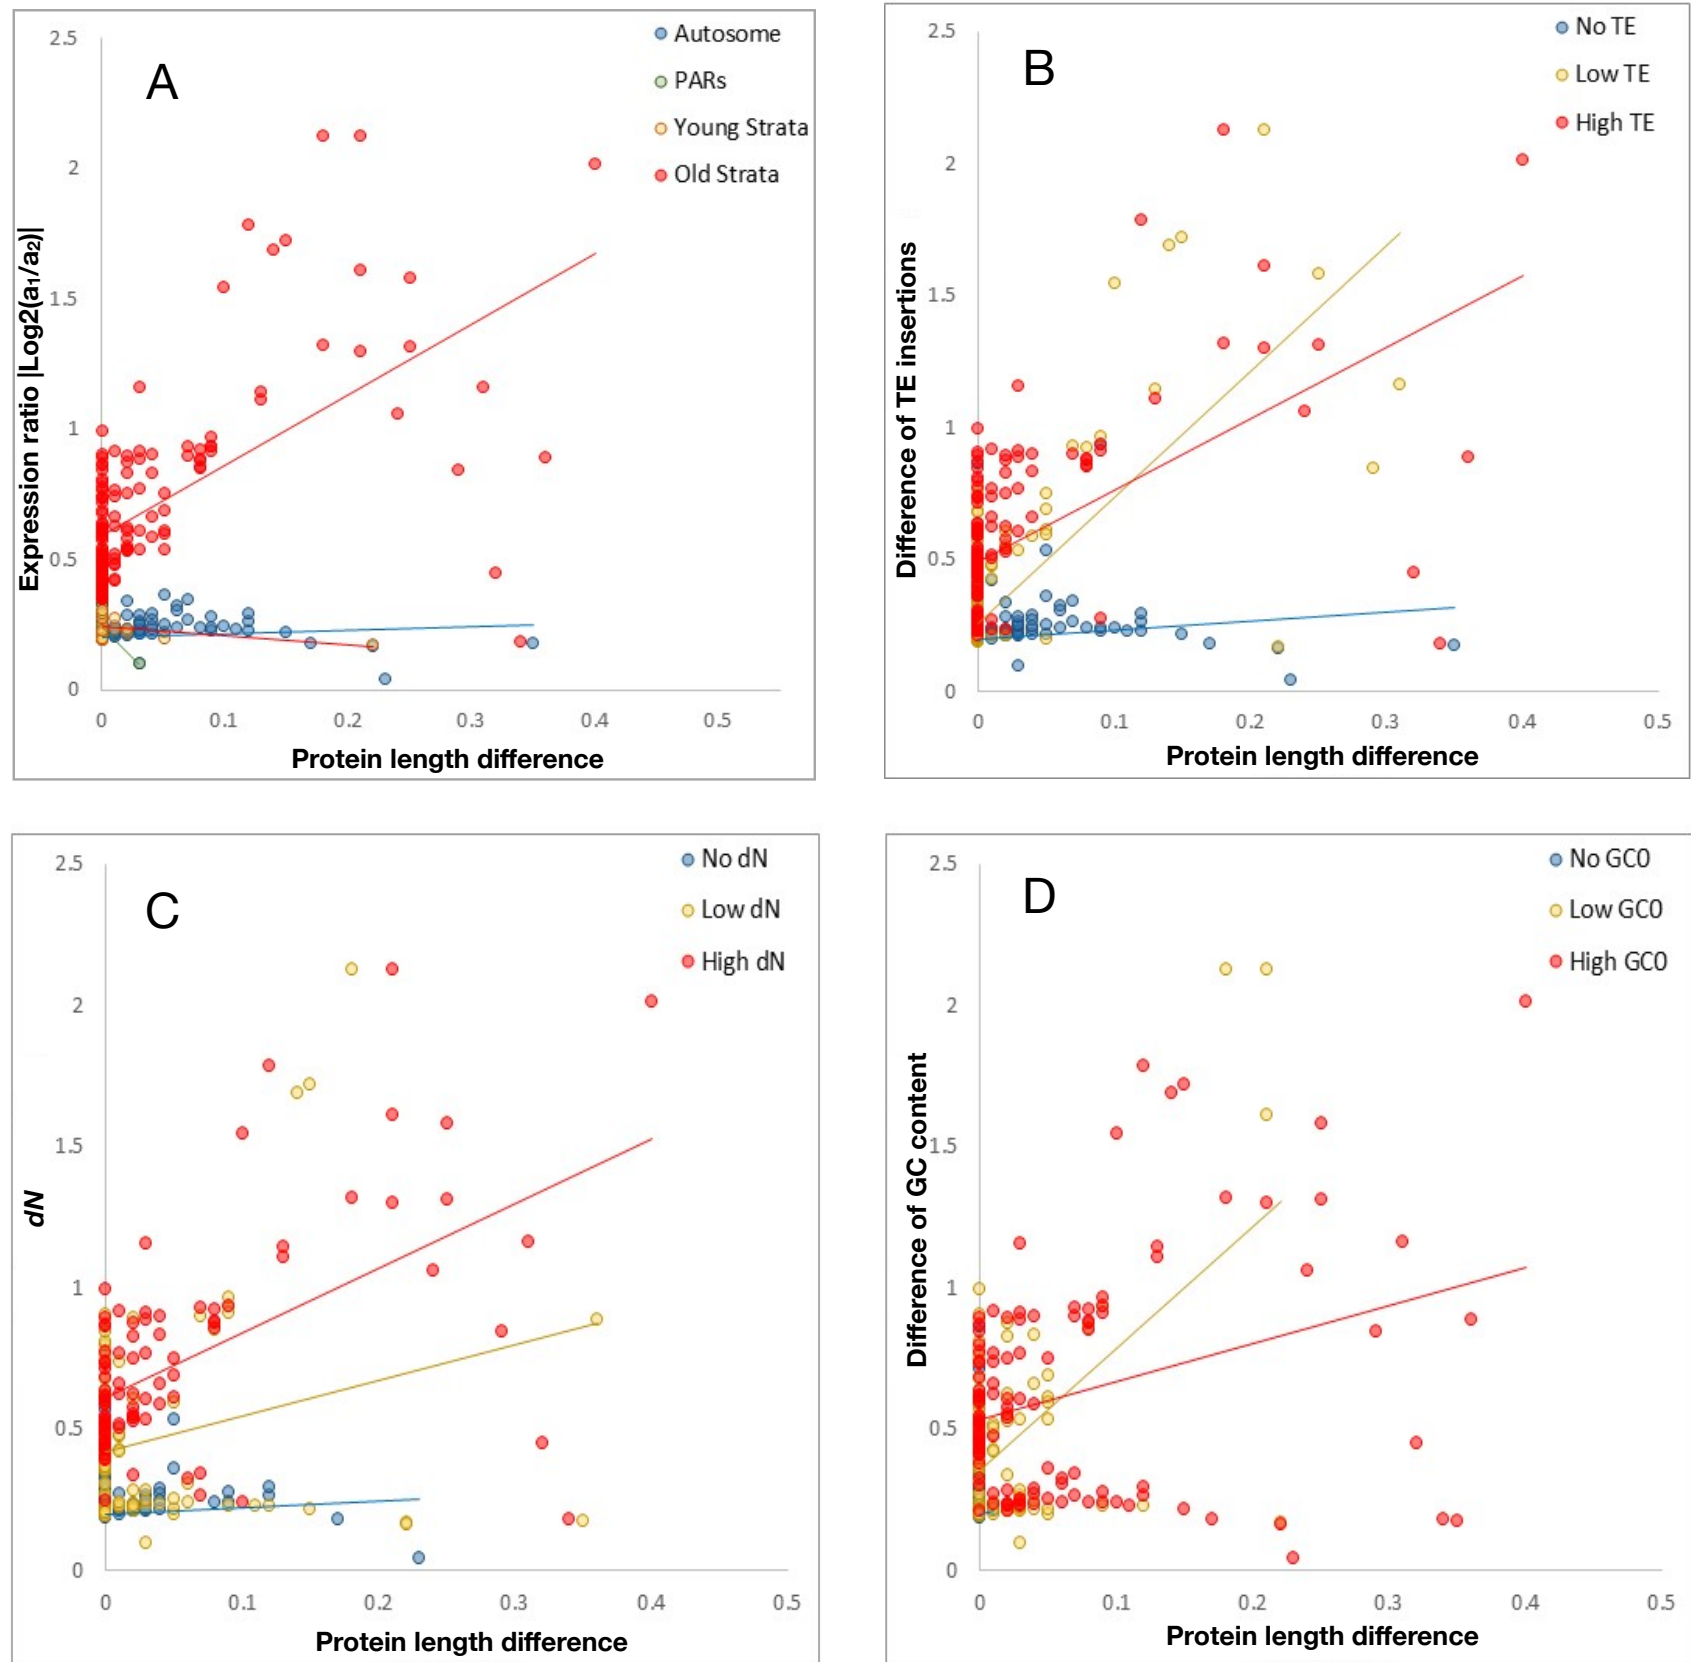 A
2.5
2
1.5
1
0.5
0
0 0.1 0.2 0.3 0.4 0.5
Expression ratio |Log2(a₁/a₂)|
Protein length difference
Autosome
PARs
Young Strata
Old Strata
B
2.5
2
1.5
1
0.5
0
0 0.1 0.2 0.3 0.4 0.5
Difference of TE insertions
Protein length difference
No TE
Low TE
High TE
C
2.5
2
1.5
1
0.5
0
0 0.1 0.2 0.3 0.4 0.5
dN
Protein length difference
No dN
Low dN
High dN
D
2.5
2
1.5
1
0.5
0
0 0.1 0.2 0.3 0.4 0.5
Difference of GC content
Protein length difference
No GC0
Low GC0
High GC0